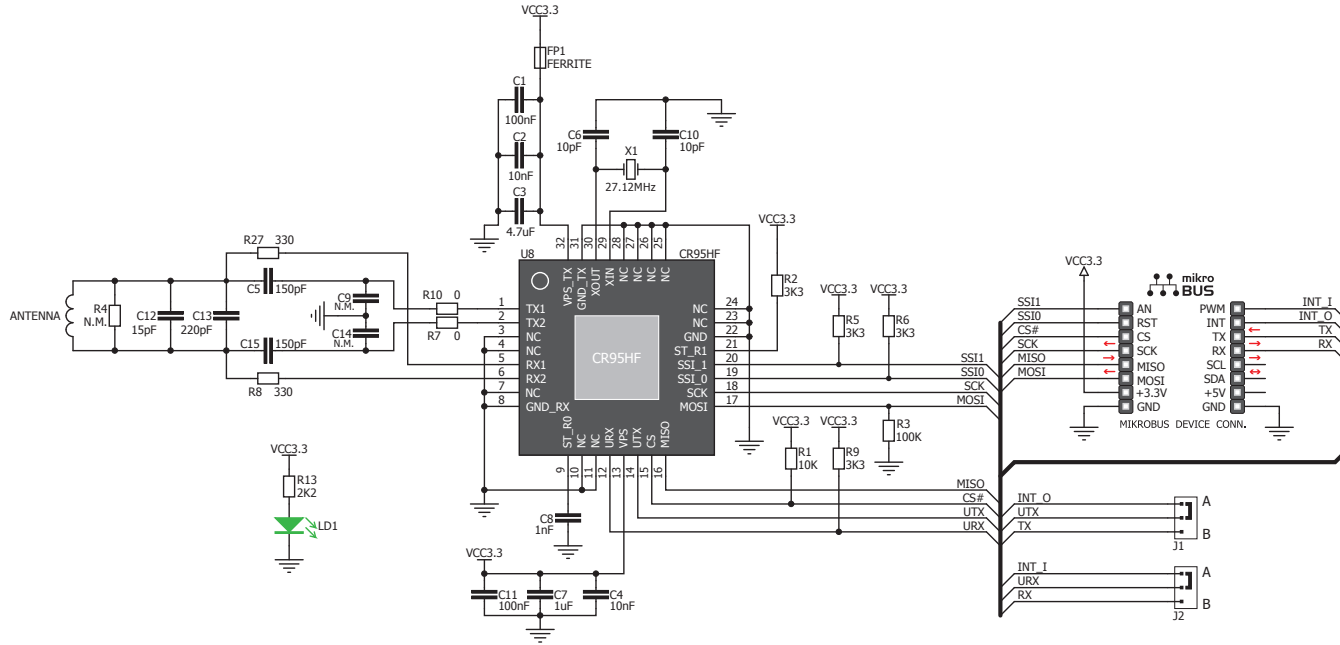 VCC3.3
FP1
FERRITE
C1
100nF
C2
10nF
C3
4.7uF
C6
10pF
C10
10pF
X1
27.12MHz
VCC3.3
R2
3K3
VCC3.3
R5
3K3
VCC3.3
R6
3K3
R27 330
C5 150pF
ANTENNA
R4
N.M.
C12
15pF
C13
220pF
C9
N.M.
C14
N.M.
C15 150pF
R8 330
R10 0
R7 0
U8
CR95HF
32 31 30 29 28 27 26 25
VPS_TX
GND_TX
XOUT
XIN
NC
NC
NC
NC
CR95HF
1 TX1
2 TX2
3 NC
4 NC
5 RX1
6 RX2
7 NC
8 GND_RX
NC 24
NC 23
GND 22
ST_R1 21
SSI_1 20
SSI_0 19
SCK 18
MOSI 17
ST_R0
NC
NC
URX
VPS
UTX
CS
MISO
9 10 11 12 13 14 15 16
SSI1
SSI0
SCK
MOSI
VCC3.3
R1
10K
VCC3.3
R9
3K3
R3
100K
MISO
CS#
UTX
URX
VCC3.3
R13
2K2
LD1
C8
1nF
VCC3.3
C11
100nF
C7
1uF
C4
10nF
VCC3.3
mikro
BUS
SSI1
SSI0
CS#
SCK
MISO
MOSI
AN
RST
CS
SCK
MISO
MOSI
+3.3V
GND
PWM
INT
TX
RX
SCL
SDA
+5V
GND
INT_I
INT_O
TX
RX
MIKROBUS DEVICE CONN.
INT_O
UTX
TX
A
B
J1
INT_I
URX
RX
A
B
J2